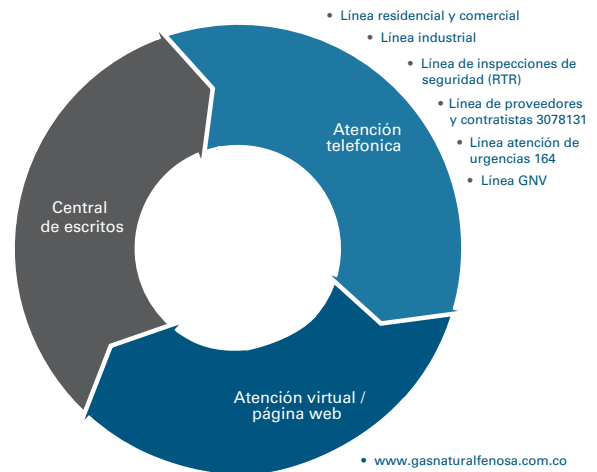 • Línea residencial y comercial
• Línea industrial
• Línea de inspecciones de
seguridad (RTR)
• Línea de proveedores
y contratistas 3078131
• Línea atención de
urgencias 164
• Línea GNV
Atención
telefonica
Central
de escritos
Atención virtual /
página web
• www.gasnaturalfenosa.com.co